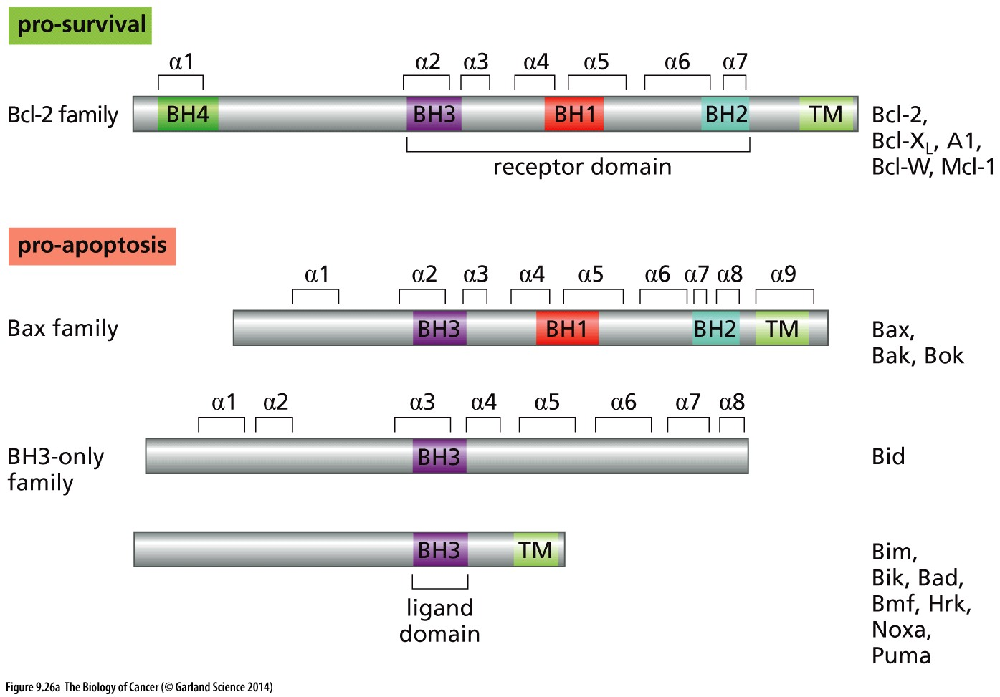 pro-survival
α1 α2 α3 α4 α5 α6 α7
Bcl-2 family BH4 BH3 BH1 BH2 TM Bcl-2,
Bcl-XL, A1,
receptor domain Bcl-W, Mcl-1
pro-apoptosis
α1 α2 α3 α4 α5 α6 α7 α8 α9
Bax family BH3 BH1 BH2 TM Bax,
Bak, Bok
α1 α2 α3 α4 α5 α6 α7 α8
BH3-only BH3 Bid
family
BH3 TM Bim,
Bik, Bad,
ligand Bmf, Hrk,
domain Noxa,
Puma
Figure 9.26a The Biology of Cancer (© Garland Science 2014)